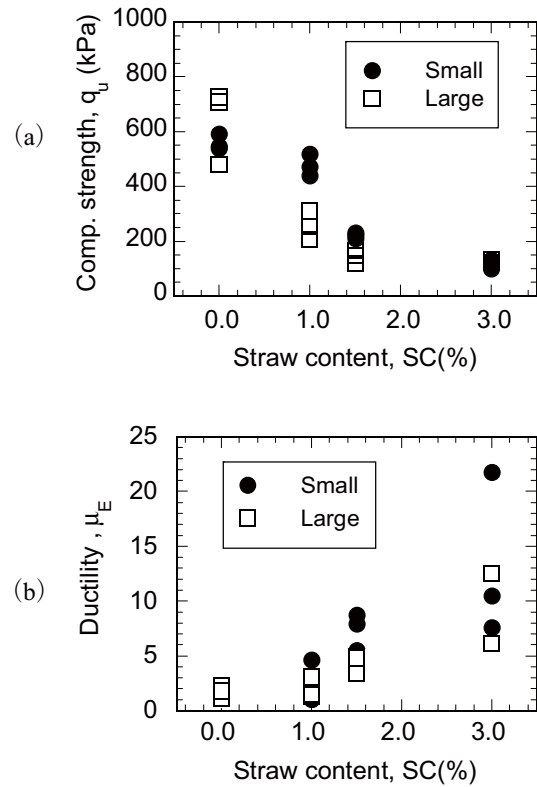 (a)
Comp. strength, q_u (kPa)
1000
800
600
400
200
0
Small
Large
0.0 1.0 2.0 3.0
Straw content, SC(%)
(b)
Ductility , μ_E
25
20
15
10
5
0
Small
Large
0.0 1.0 2.0 3.0
Straw content, SC(%)